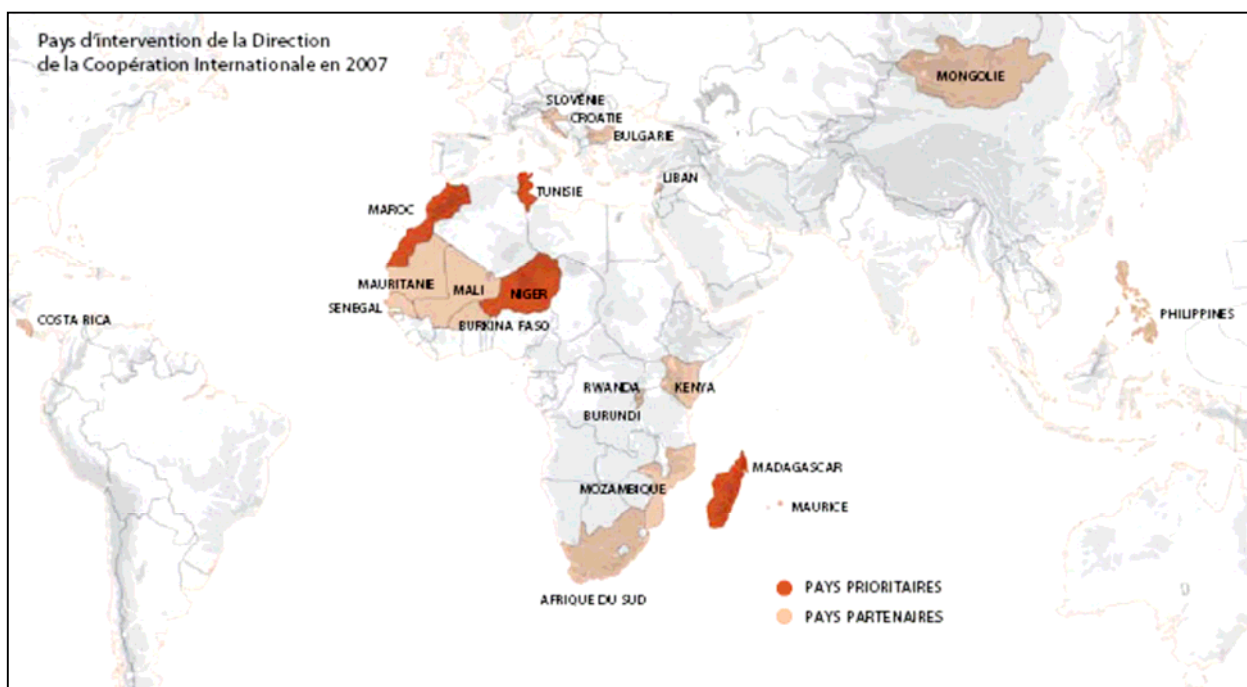 Pays d'intervention de la Direction
de la Coopération Internationale en 2007
MONGOLIE
SLOVÉNIE
CROATIE
BULGARIE
LIBAN
TUNISIE
MAROC
MAURITANIE
MALI
NIGER
SENEGAL
BURKINA FASO
COSTA RICA
PHILIPPINES
RWANDA
KENYA
BURUNDI
MADAGASCAR
MOZAMBIQUE
MAURICE
AFRIQUE DU SUD
PAYS PRIORITAIRES
PAYS PARTENAIRES